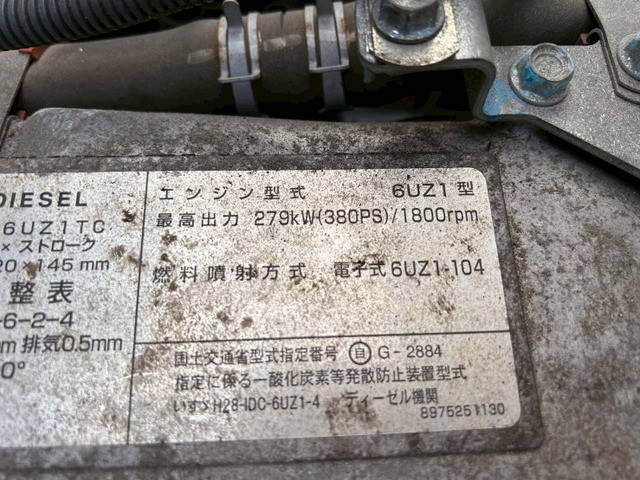 DIESEL
6UZ1TC
× ストローク
20×145mm
整表
-6-2-4
m 排気0.5mm
0°
エンジン型式 6UZ1型
最高出力 279kW(380PS)/1800rpm
燃料噴射方式 電子式6UZ1-104
国土交通省型式指定番号 自 G-2884
指定に係る一酸化炭素等発散防止装置型式
いすゞH28-IDC-6UZ1-4 ディーゼル機関
8975251130